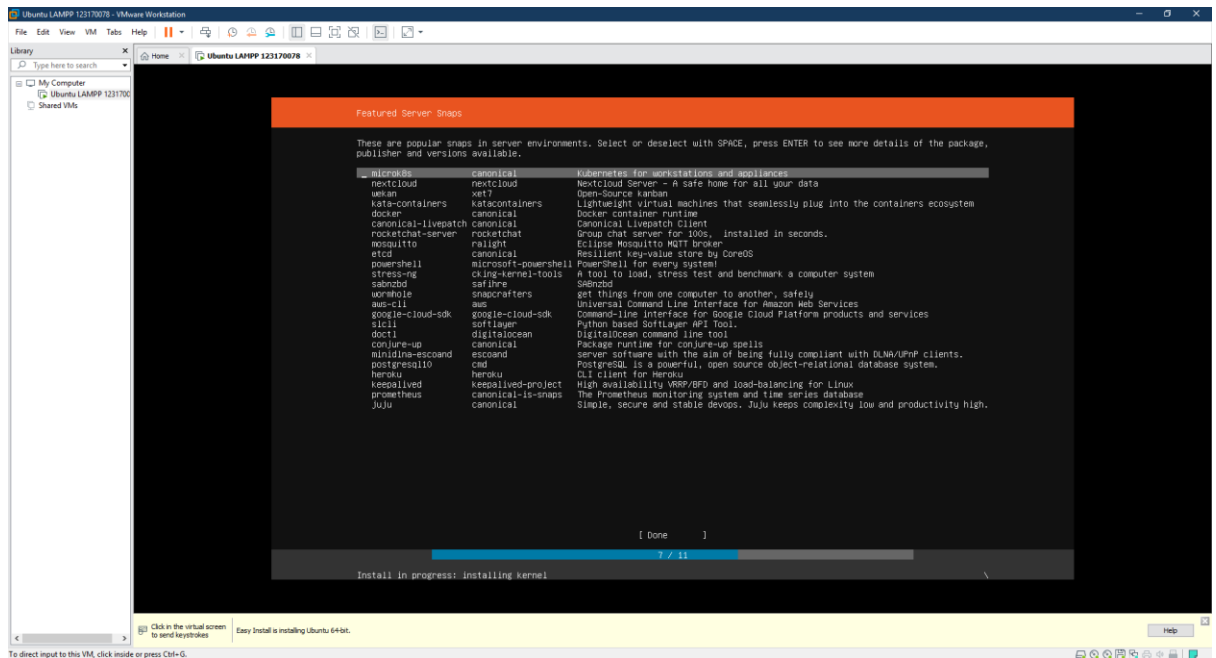 Ubuntu LAMPP 123170078 - VMware Workstation
File Edit View VM Tabs Help
Library
Type here to search
My Computer
Ubuntu LAMPP 1231700
Shared VMs
Home
Ubuntu LAMPP 123170078
Featured Server Snaps
These are popular snaps in server environments. Select or deselect with SPACE, press ENTER to see more details of the package,
publisher and versions available.
_ microk8s canonical Kubernetes for workstations and appliances
nextcloud nextcloud Nextcloud Server - A safe home for all your data
wekan xet7 Open-Source kanban
kata-containers katacontainers Lightweight virtual machines that seamlessly plug into the containers ecosystem
docker canonical Docker container runtime
canonical-livepatch canonical Canonical Livepatch Client
rocketchat-server rocketchat Group chat server for 100s, installed in seconds.
mosquitto ralight Eclipse Mosquitto MQTT broker
etcd canonical Resilient key-value store by CoreOS
powershell microsoft-powershell PowerShell for every system!
stress-ng cking-kernel-tools A tool to load, stress test and benchmark a computer system
sabnzbd safihre SABnzbd
wormhole snapcrafters get things from one computer to another, safely
aws-cli aws Universal Command Line Interface for Amazon Web Services
google-cloud-sdk google-cloud-sdk Command-line interface for Google Cloud Platform products and services
slcli softlayer Python based SoftLayer API Tool.
doctl digitalocean DigitalOcean command line tool
conjure-up canonical Package runtime for conjure-up spells
minidlna-escoand escoand server software with the aim of being fully compliant with DLNA/UPnP clients.
postgresql10 cmd PostgreSQL is a powerful, open source object-relational database system.
heroku heroku CLI client for Heroku
keepalived keepalived-project High availability VRRP/BFD and load-balancing for Linux
prometheus canonical-is-snaps The Prometheus monitoring system and time series database
juju canonical Simple, secure and stable devops. Juju keeps complexity low and productivity high.
[ Done ]
7 / 11
Install in progress: installing kernel \
Click in the virtual screen
to send keystrokes
Easy Install is installing Ubuntu 64-bit.
Help
To direct input to this VM, click inside or press Ctrl+G.